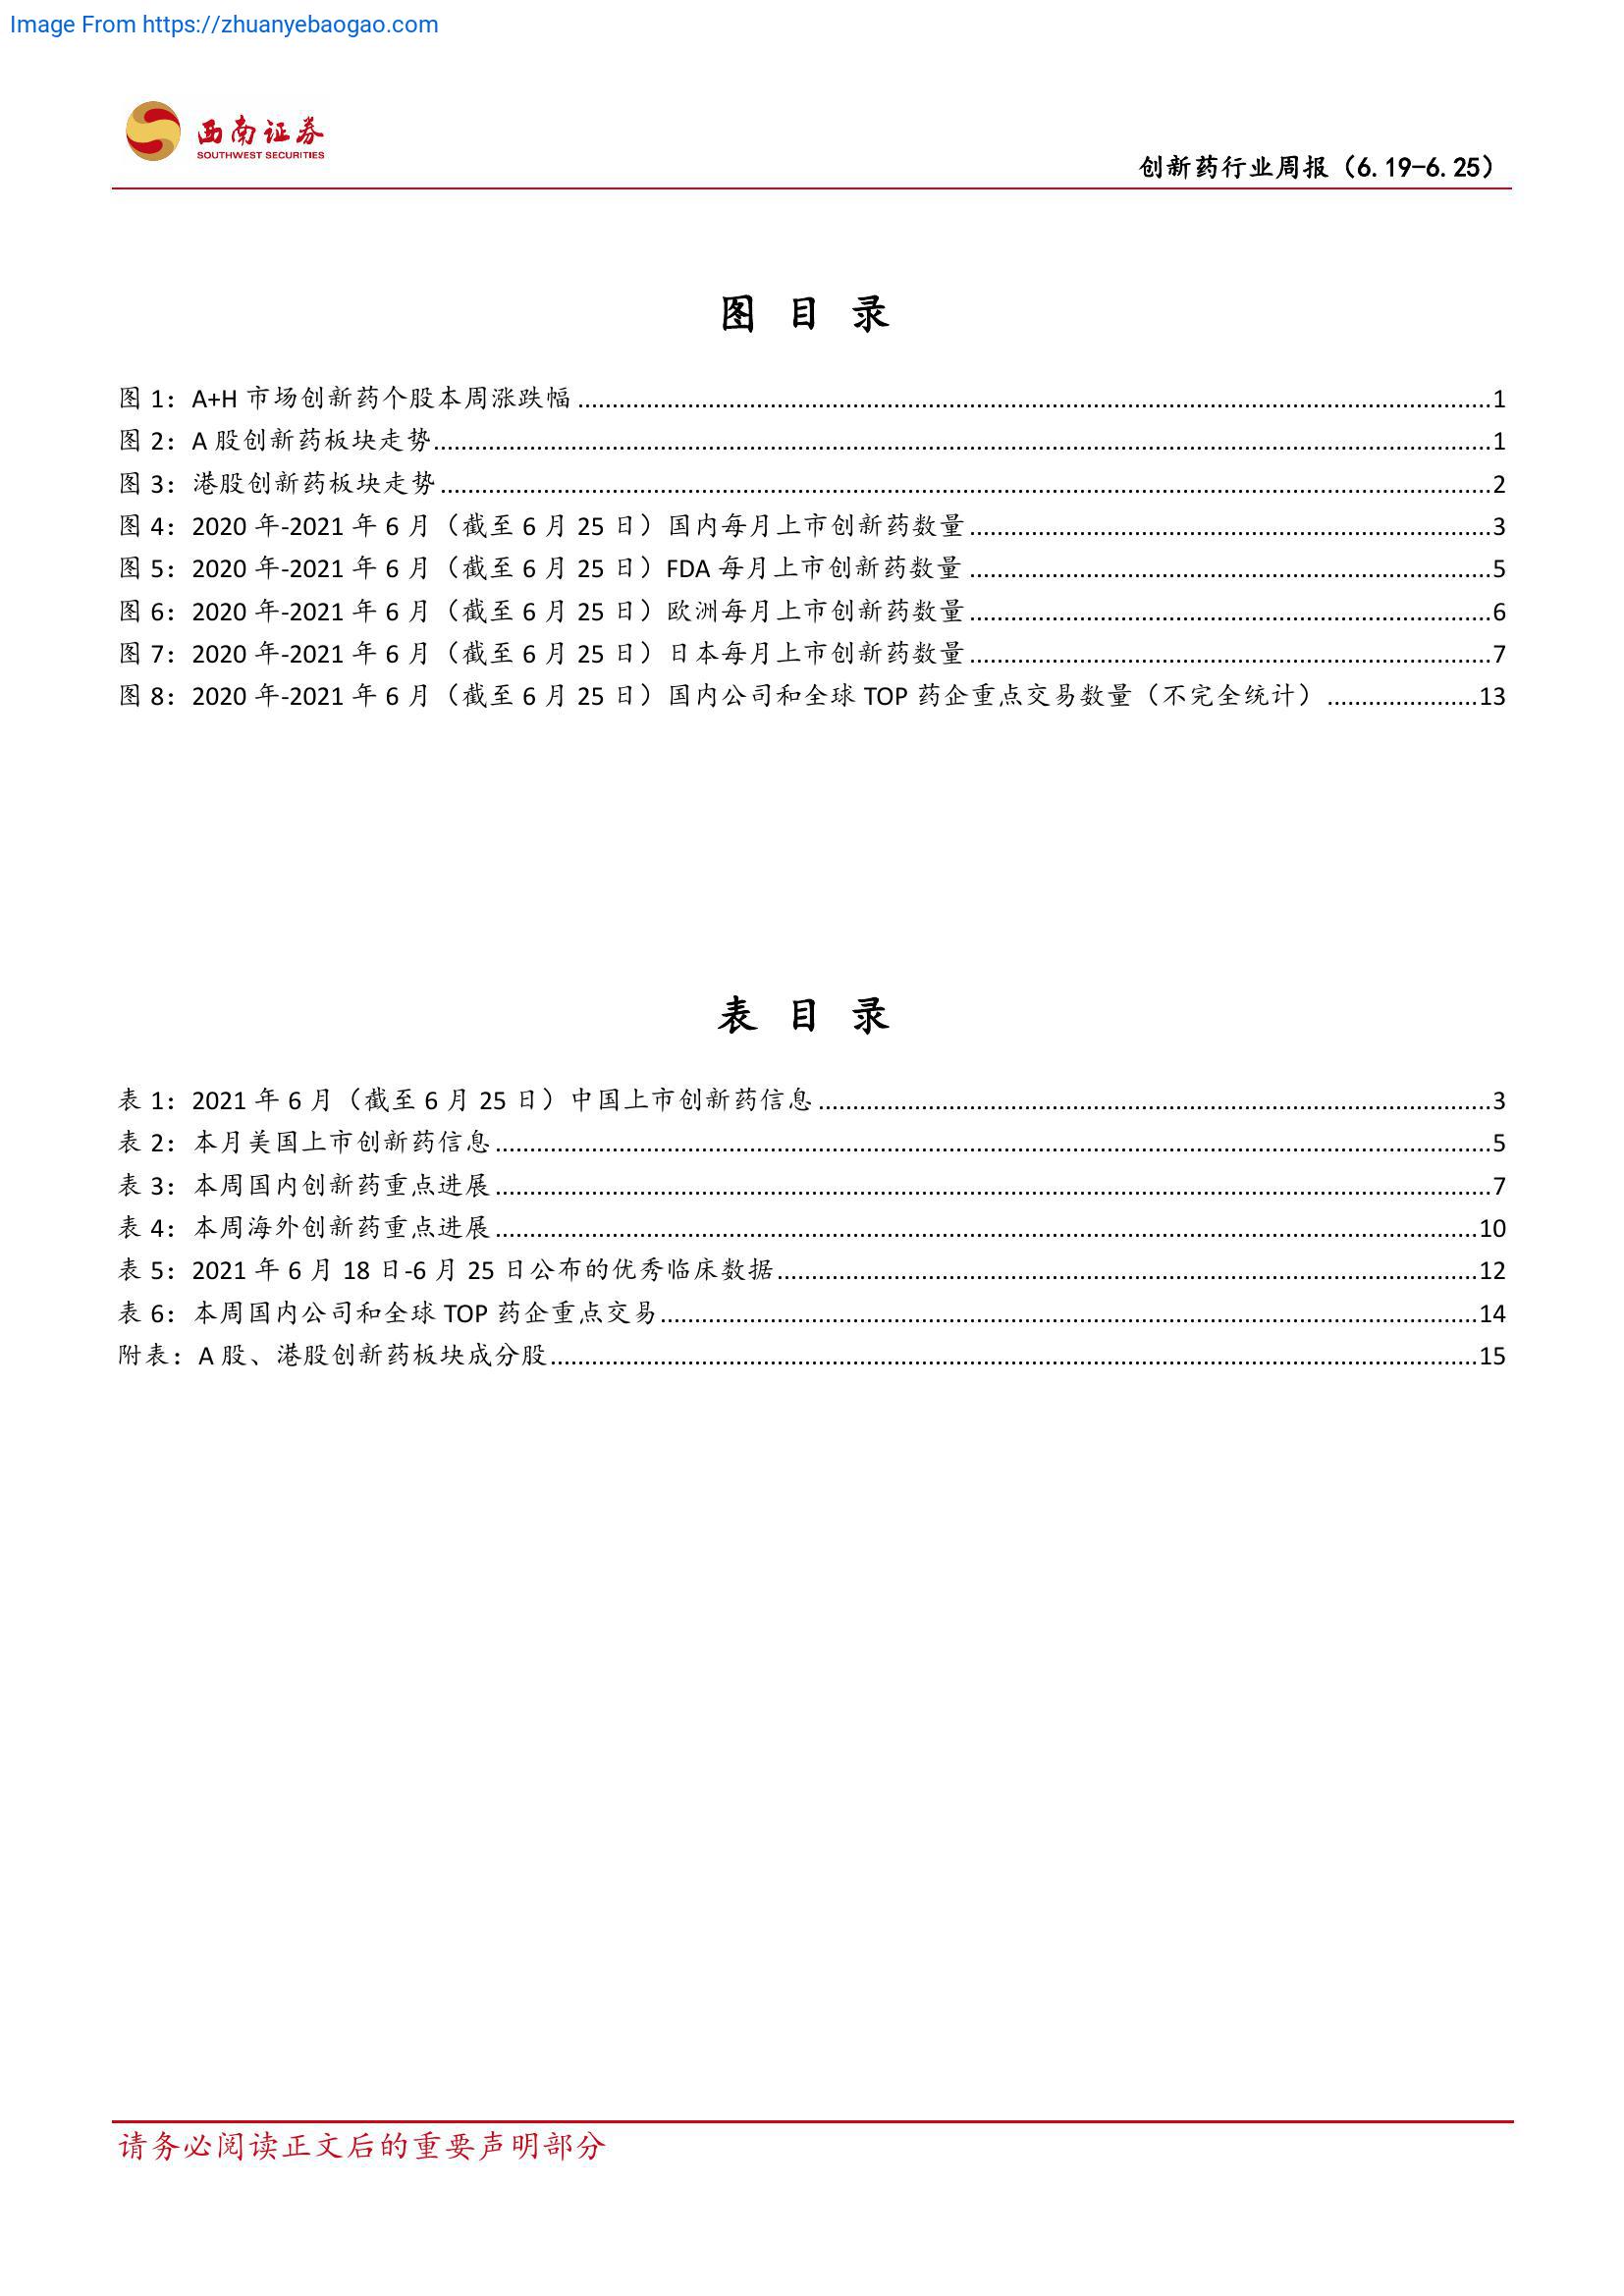 Image From https://zhuanyebaogao.com
西南证券
SOUTHWEST SECURITIES
创新药行业周报（6.19-6.25）
图 目 录
图 1：A+H 市场创新药个股本周涨跌幅 ........ 1
图 2：A 股创新药板块走势 ........ 1
图 3：港股创新药板块走势 ........ 2
图 4：2020 年-2021 年 6 月（截至 6 月 25 日）国内每月上市创新药数量 ........ 3
图 5：2020 年-2021 年 6 月（截至 6 月 25 日）FDA 每月上市创新药数量 ........ 5
图 6：2020 年-2021 年 6 月（截至 6 月 25 日）欧洲每月上市创新药数量 ........ 6
图 7：2020 年-2021 年 6 月（截至 6 月 25 日）日本每月上市创新药数量 ........ 7
图 8：2020 年-2021 年 6 月（截至 6 月 25 日）国内公司和全球 TOP 药企重点交易数量（不完全统计） ........ 13
表 目 录
表 1：2021 年 6 月（截至 6 月 25 日）中国上市创新药信息 ........ 3
表 2：本月美国上市创新药信息 ........ 5
表 3：本周国内创新药重点进展 ........ 7
表 4：本周海外创新药重点进展 ........ 10
表 5：2021 年 6 月 18 日-6 月 25 日公布的优秀临床数据 ........ 12
表 6：本周国内公司和全球 TOP 药企重点交易 ........ 14
附表：A 股、港股创新药板块成分股 ........ 15
请务必阅读正文后的重要声明部分